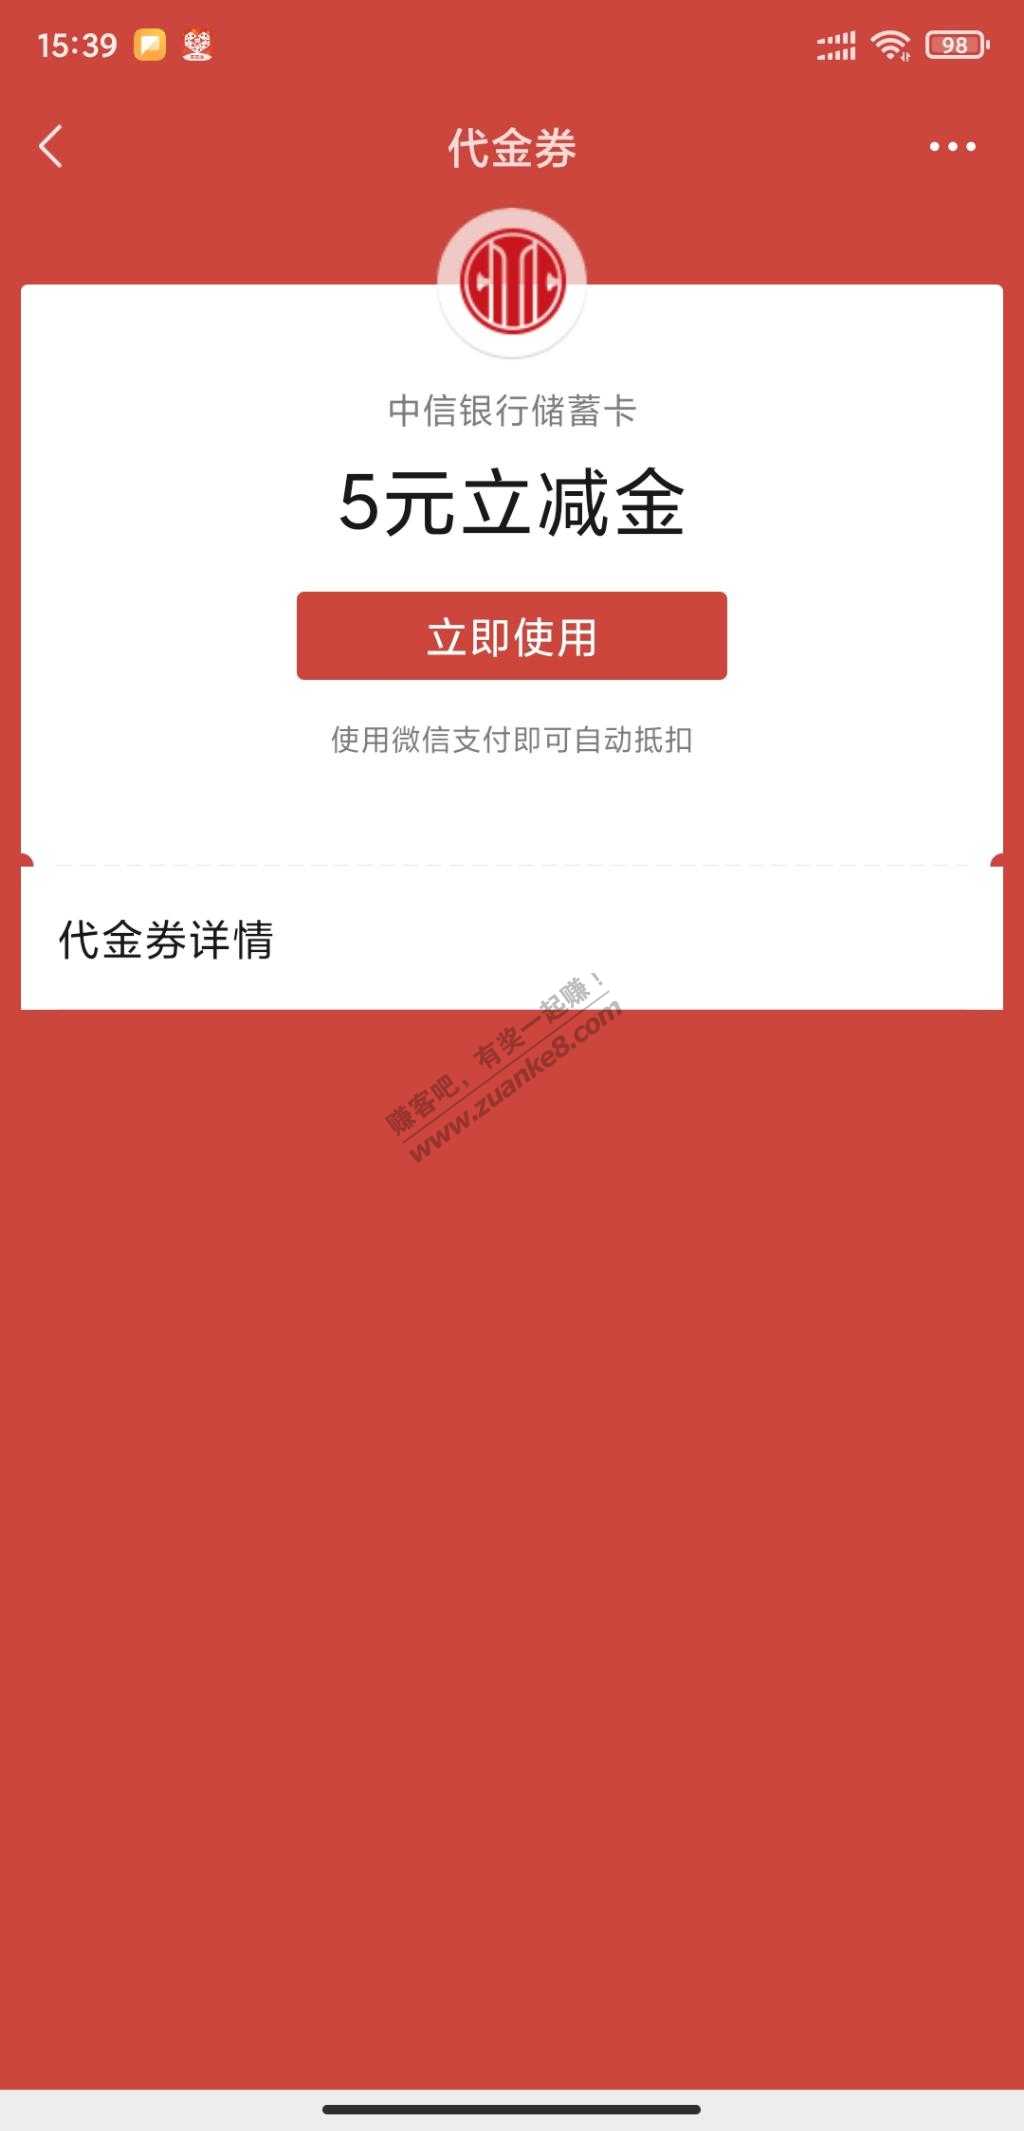 15:39
98
代金券
中信银行储蓄卡
5元立减金
立即使用
使用微信支付即可自动抵扣
代金券详情
赚客吧，有奖一起赚！
www.zuanke8.com